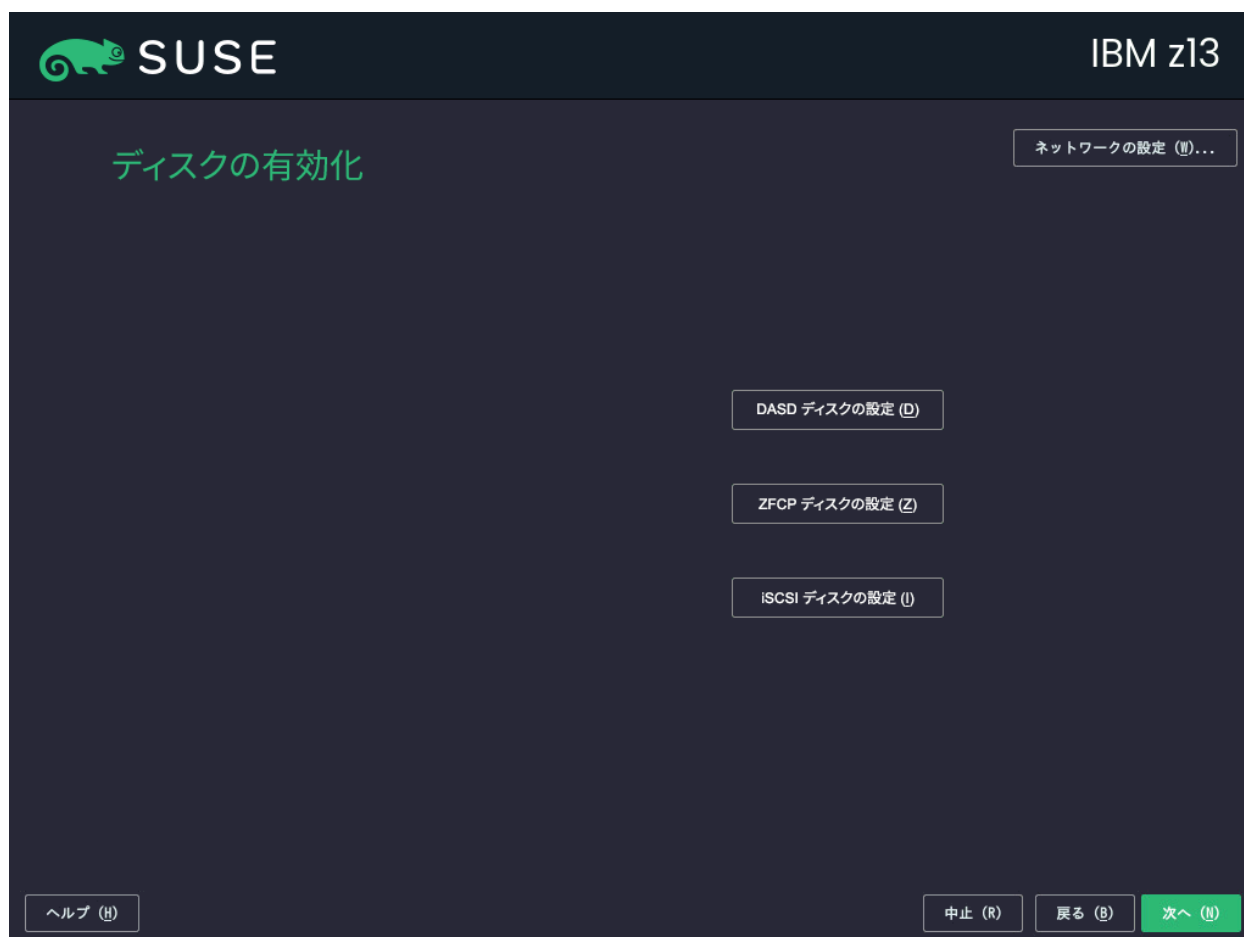 SUSE
IBM z13
ディスクの有効化
ネットワークの設定 (W)...
DASD ディスクの設定 (D)
ZFCP ディスクの設定 (Z)
iSCSI ディスクの設定 (I)
ヘルプ (H)
中止 (R)
戻る (B)
次へ (N)